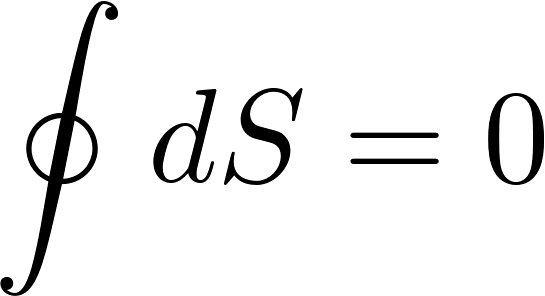 ∮ dS = 0